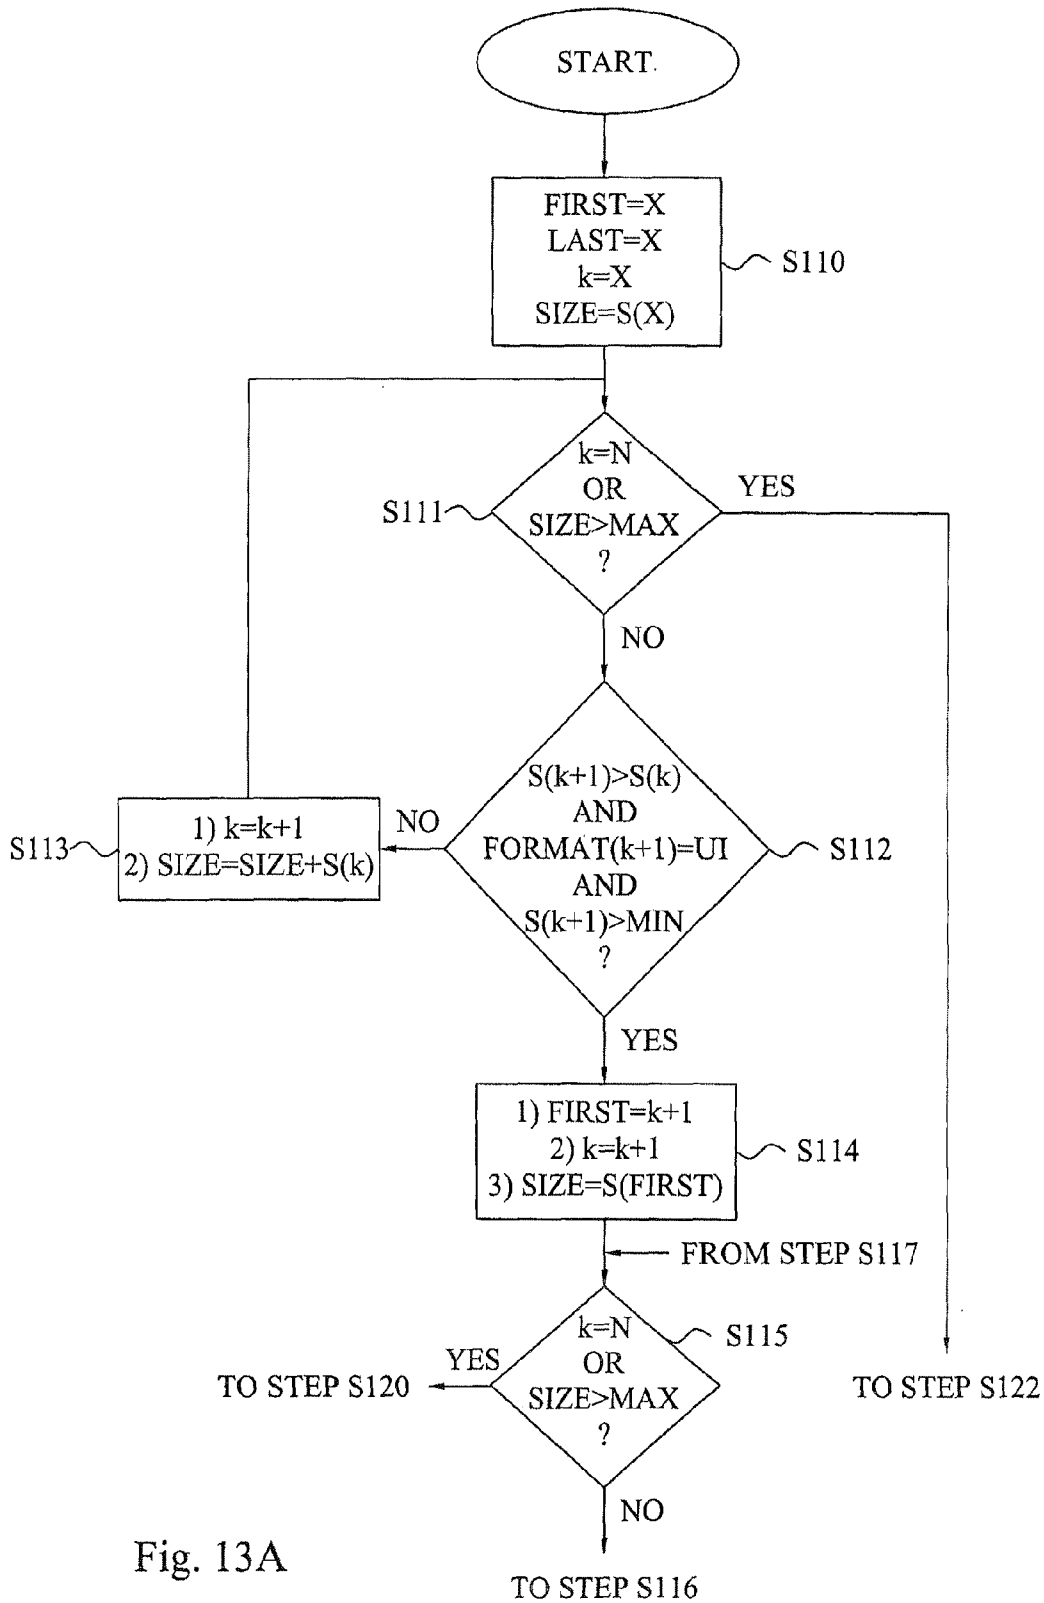 START.
FIRST=X
LAST=X
k=X
SIZE=S(X)
S110
k=N
OR
SIZE>MAX
?
S111
YES
NO
S(k+1)>S(k)
AND
FORMAT(k+1)=UI
AND
S(k+1)>MIN
?
S112
NO
1) k=k+1
2) SIZE=SIZE+S(k)
S113
YES
1) FIRST=k+1
2) k=k+1
3) SIZE=S(FIRST)
S114
FROM STEP S117
k=N
OR
SIZE>MAX
?
S115
YES
TO STEP S120
TO STEP S122
NO
TO STEP S116
Fig. 13A